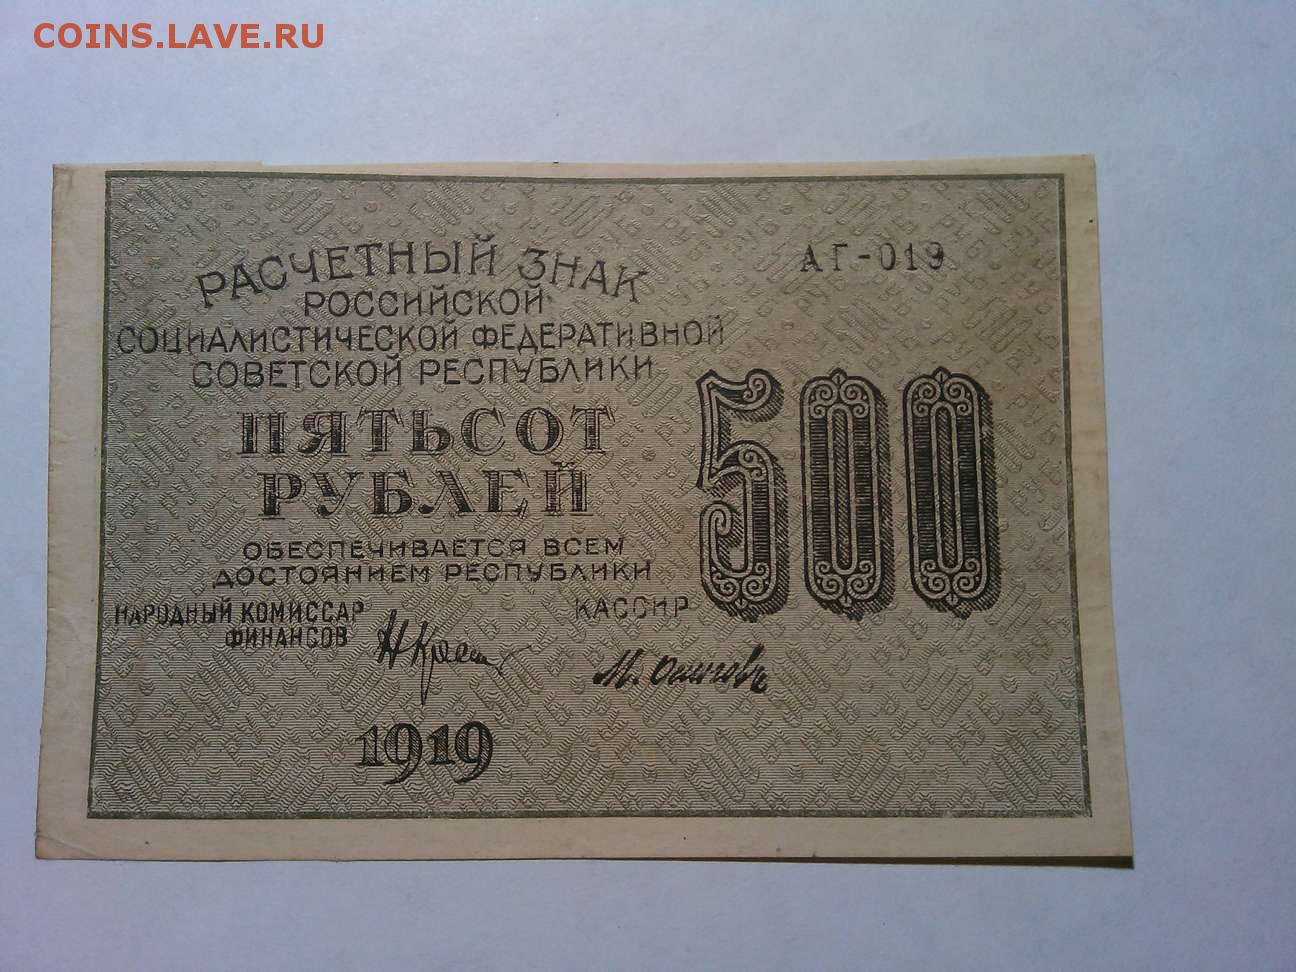 COINS.LAVE.RU
РАСЧЕТНЫЙ ЗНАК
РОССИЙСКОЙ
СОЦИАЛИСТИЧЕСКОЙ ФЕДЕРАТИВНОЙ
СОВЕТСКОЙ РЕСПУБЛИКИ
АГ-019
ПЯТЬСОТ
РУБЛЕЙ
500
ОБЕСПЕЧИВАЕТСЯ ВСЕМ
ДОСТОЯНИЕМ РЕСПУБЛИКИ
НАРОДНЫЙ КОМИССАР
ФИНАНСОВ
КАССИР
М. Осиповъ
1919